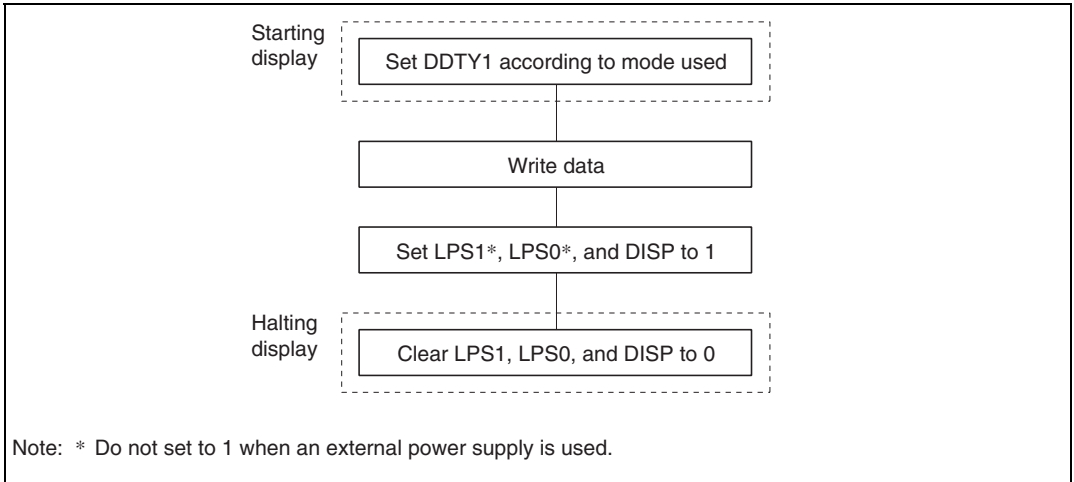 Starting
display
Set DDTY1 according to mode used
Write data
Set LPS1*, LPS0*, and DISP to 1
Halting
display
Clear LPS1, LPS0, and DISP to 0
Note: * Do not set to 1 when an external power supply is used.